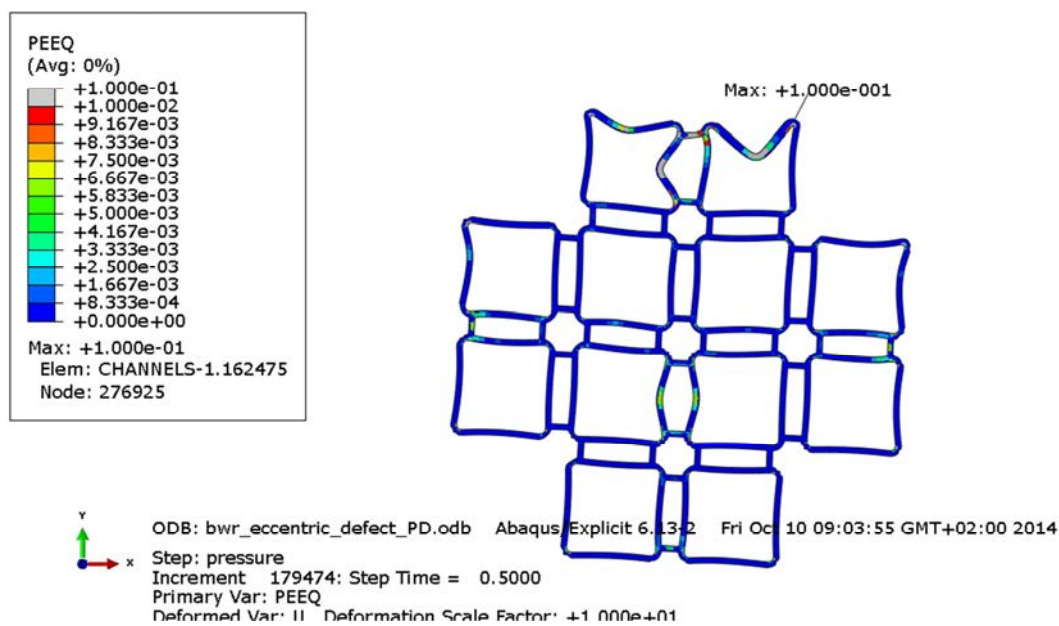 PEEQ
(Avg: 0%)
+1.000e-01
+1.000e-02
+9.167e-03
+8.333e-03
+7.500e-03
+6.667e-03
+5.833e-03
+5.000e-03
+4.167e-03
+3.333e-03
+2.500e-03
+1.667e-03
+8.333e-04
+0.000e+00
Max: +1.000e-01
Elem: CHANNELS-1.162475
Node: 276925
Max: +1.000e-001
Y
X
ODB: bwr_eccentric_defect_PD.odb Abaqus/Explicit 6.13-2 Fri Oct 10 09:03:55 GMT+02:00 2014
Step: pressure
Increment 179474: Step Time = 0.5000
Primary Var: PEEQ
Deformed Var: U Deformation Scale Factor: +1.000e+01